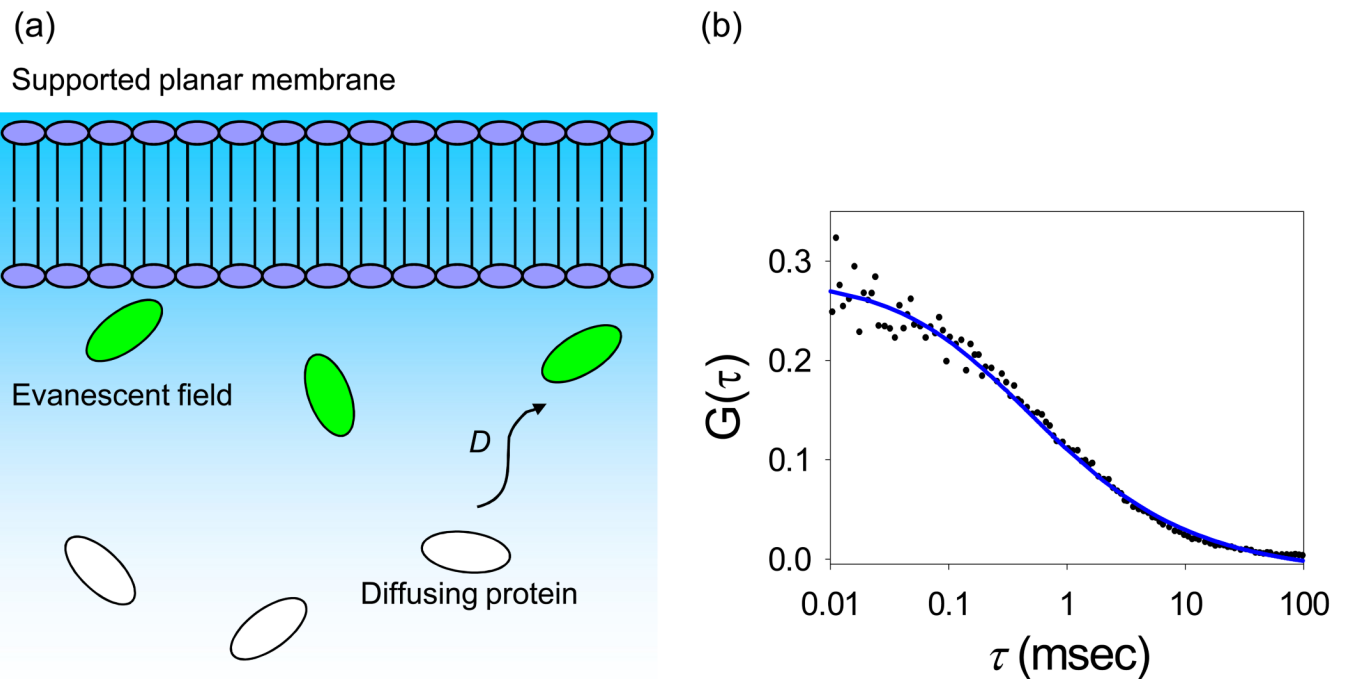 (a)
Supported planar membrane
Evanescent field
D
Diffusing protein
(b)
G(τ)
0.3
0.2
0.1
0.0
0.01 0.1 1 10 100
τ (msec)